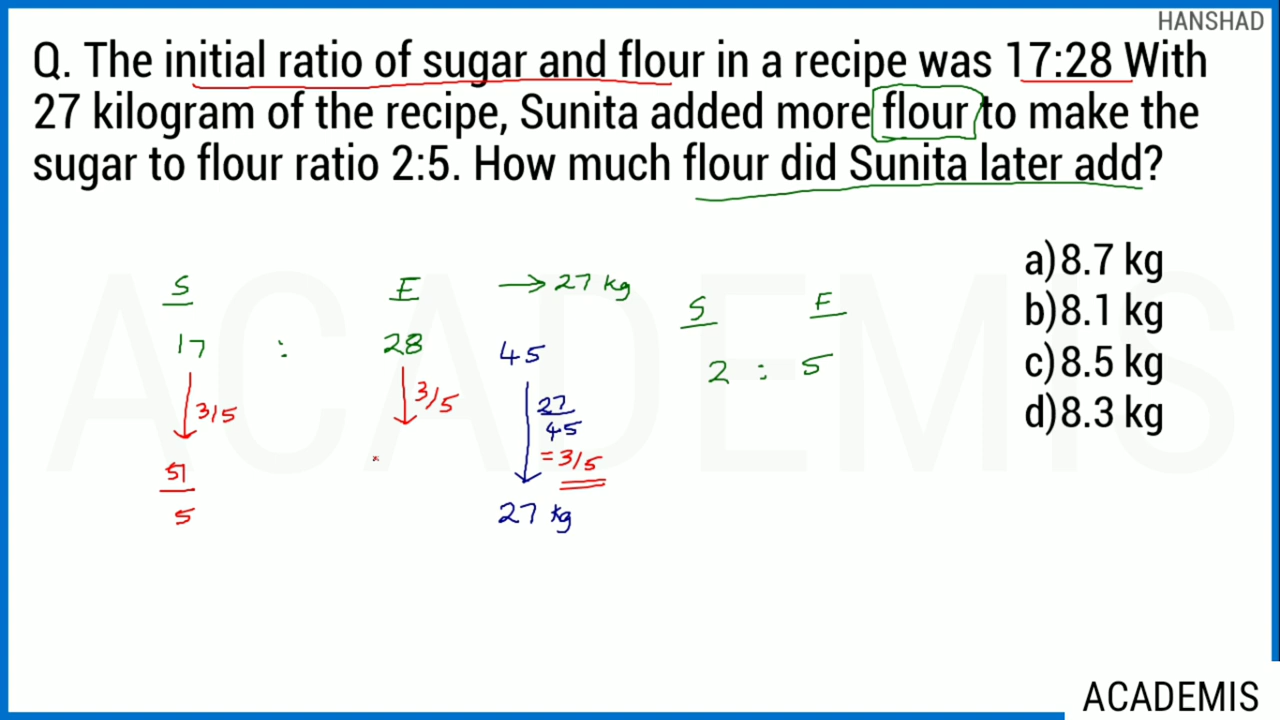 HANSHAD
Q. The initial ratio of sugar and flour in a recipe was 17:28 With
27 kilogram of the recipe, Sunita added more flour to make the
sugar to flour ratio 2:5. How much flour did Sunita later add?
a)8.7 kg
b)8.1 kg
c)8.5 kg
d)8.3 kg
S F → 27 kg
17 : 28 45
3/5 3/5 27/45
= 3/5
51/5
27 kg
S F
2 : 5
ACADEMIS
ACADEMIS